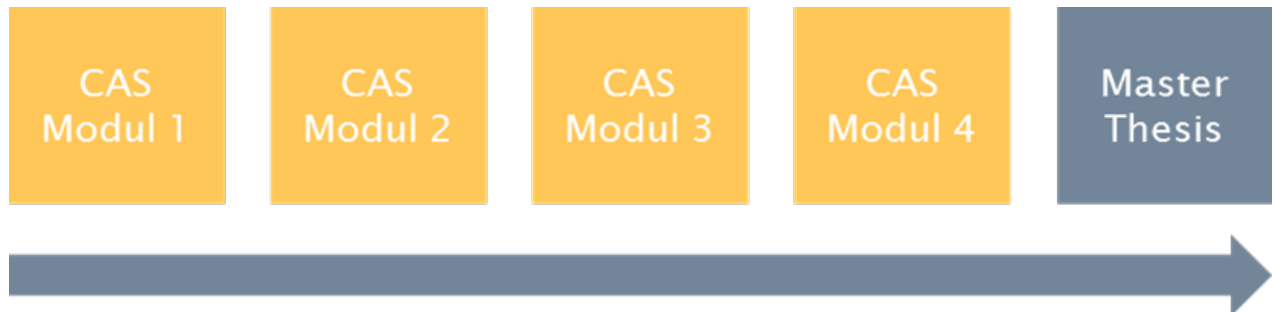 CAS
Modul 1
CAS
Modul 2
CAS
Modul 3
CAS
Modul 4
Master
Thesis